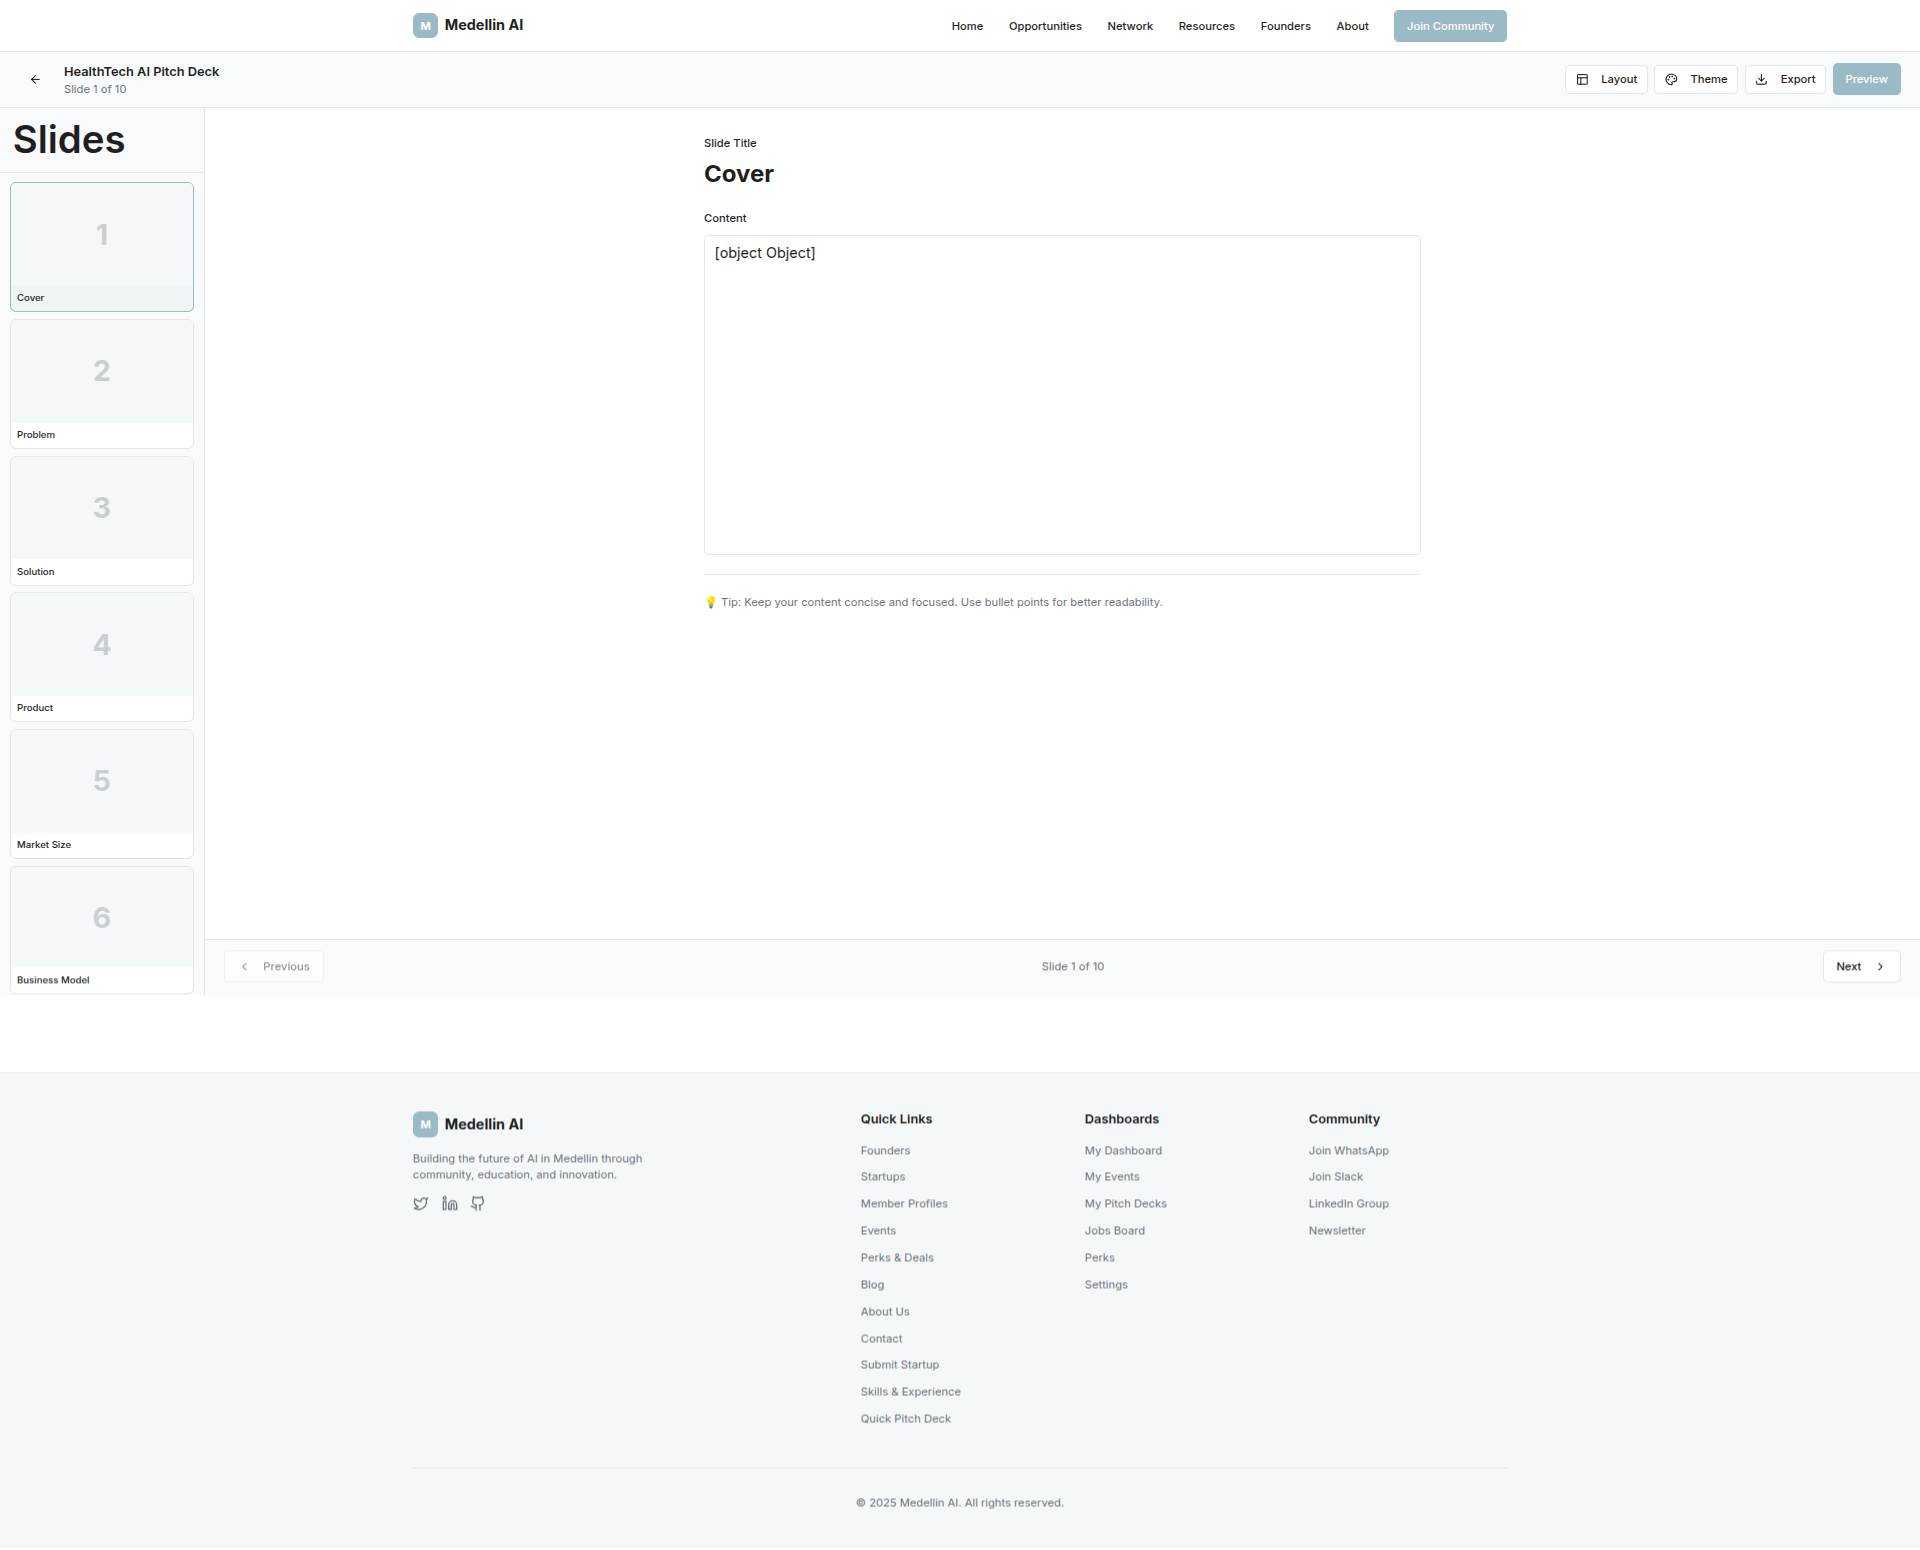 M Medellin AI
Home Opportunities Network Resources Founders About Join Community
HealthTech AI Pitch Deck
Slide 1 of 10
Layout Theme Export Preview
Slides
1
Cover
2
Problem
3
Solution
4
Product
5
Market Size
6
Business Model
Slide Title
Cover
Content
[object Object]
💡 Tip: Keep your content concise and focused. Use bullet points for better readability.
Previous Slide 1 of 10 Next
M Medellin AI
Building the future of AI in Medellin through
community, education, and innovation.
Quick Links
Founders
Startups
Member Profiles
Events
Perks & Deals
Blog
About Us
Contact
Submit Startup
Skills & Experience
Quick Pitch Deck
Dashboards
My Dashboard
My Events
My Pitch Decks
Jobs Board
Perks
Settings
Community
Join WhatsApp
Join Slack
LinkedIn Group
Newsletter
© 2025 Medellin AI. All rights reserved.